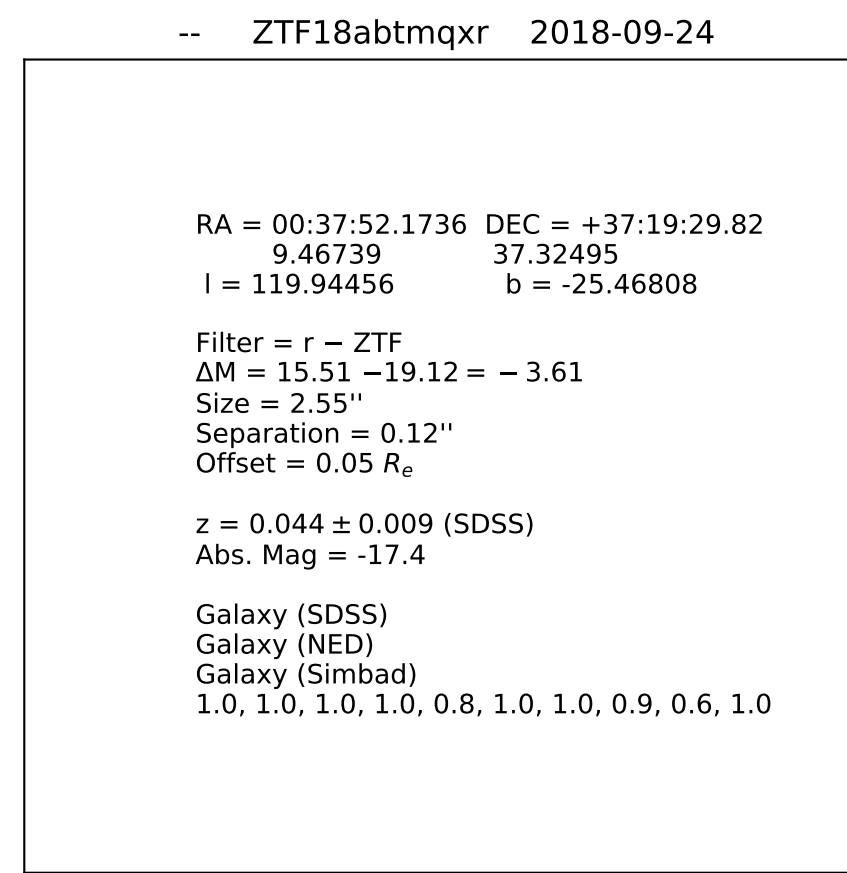 -- ZTF18abtmqxr 2018-09-24
RA = 00:37:52.1736 DEC = +37:19:29.82
9.46739 37.32495
l = 119.94456 b = -25.46808
Filter = r − ZTF
ΔM = 15.51 −19.12 = − 3.61
Size = 2.55''
Separation = 0.12''
Offset = 0.05 Rₑ
z = 0.044 ± 0.009 (SDSS)
Abs. Mag = -17.4
Galaxy (SDSS)
Galaxy (NED)
Galaxy (Simbad)
1.0, 1.0, 1.0, 1.0, 0.8, 1.0, 1.0, 0.9, 0.6, 1.0